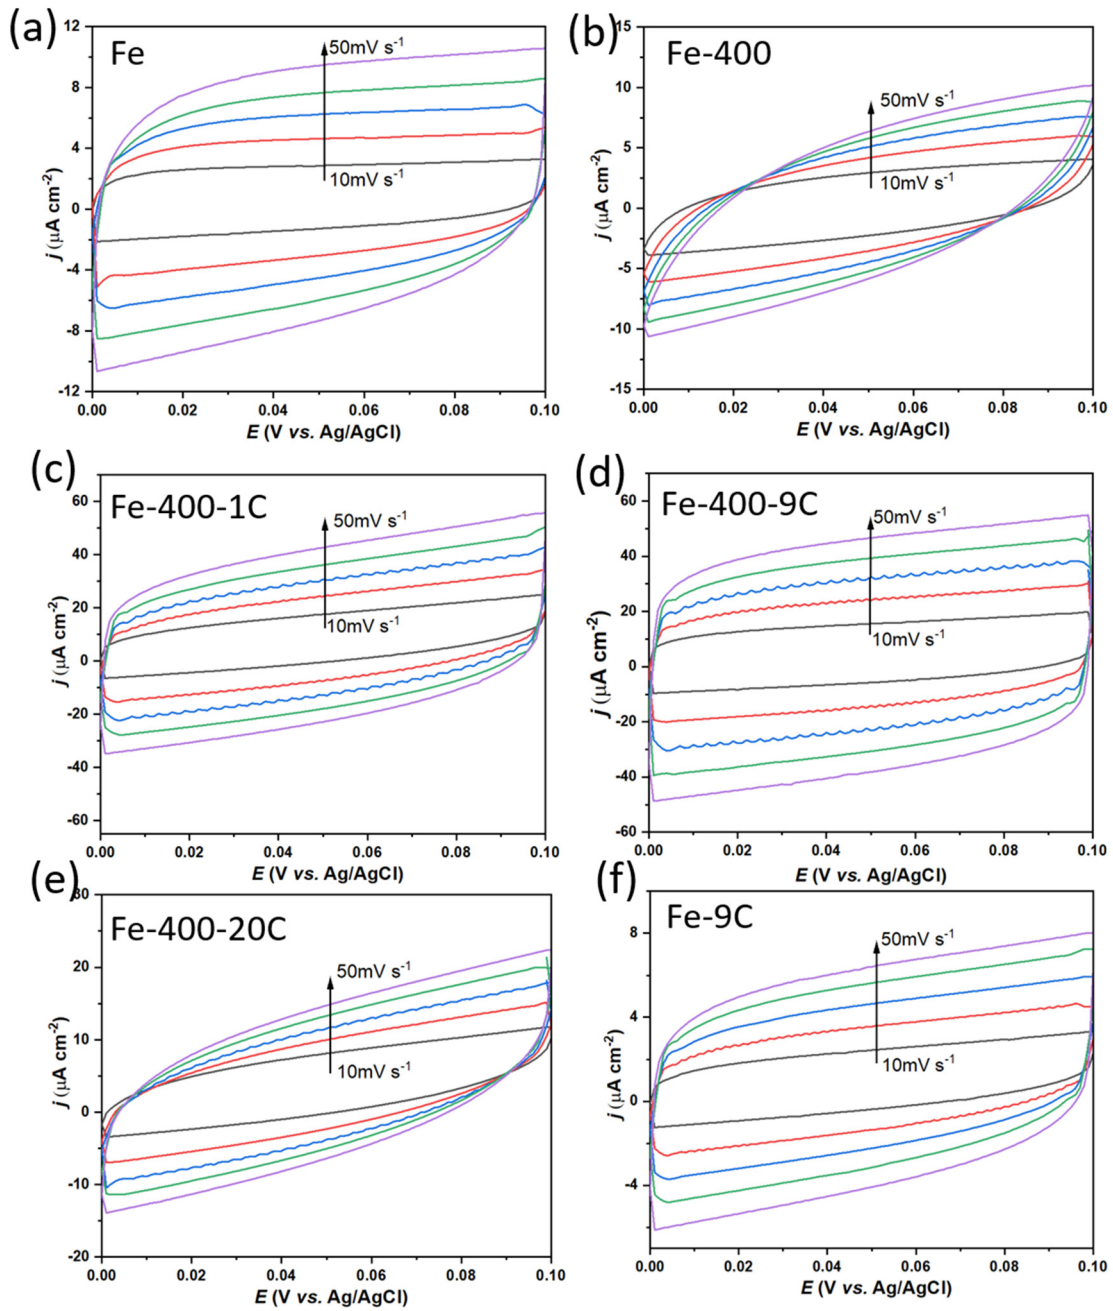 (a)
Fe
50mV s⁻¹
10mV s⁻¹
12
8
4
0
-4
-8
-12
j (µA cm⁻²)
0.00 0.02 0.04 0.06 0.08 0.10
E (V vs. Ag/AgCl)
(b)
Fe-400
50mV s⁻¹
10mV s⁻¹
15
10
5
0
-5
-10
-15
j (µA cm⁻²)
0.00 0.02 0.04 0.06 0.08 0.10
E (V vs. Ag/AgCl)
(c)
Fe-400-1C
50mV s⁻¹
10mV s⁻¹
60
40
20
0
-20
-40
-60
j (µA cm⁻²)
0.00 0.02 0.04 0.06 0.08 0.10
E (V vs. Ag/AgCl)
(d)
Fe-400-9C
50mV s⁻¹
10mV s⁻¹
60
40
20
0
-20
-40
-60
j (µA cm⁻²)
0.00 0.02 0.04 0.06 0.08 0.10
E (V vs. Ag/AgCl)
(e)
Fe-400-20C
50mV s⁻¹
10mV s⁻¹
30
20
10
0
-10
-20
j (µA cm⁻²)
0.00 0.02 0.04 0.06 0.08 0.10
E (V vs. Ag/AgCl)
(f)
Fe-9C
50mV s⁻¹
10mV s⁻¹
8
4
0
-4
j (µA cm⁻²)
0.00 0.02 0.04 0.06 0.08 0.10
E (V vs. Ag/AgCl)